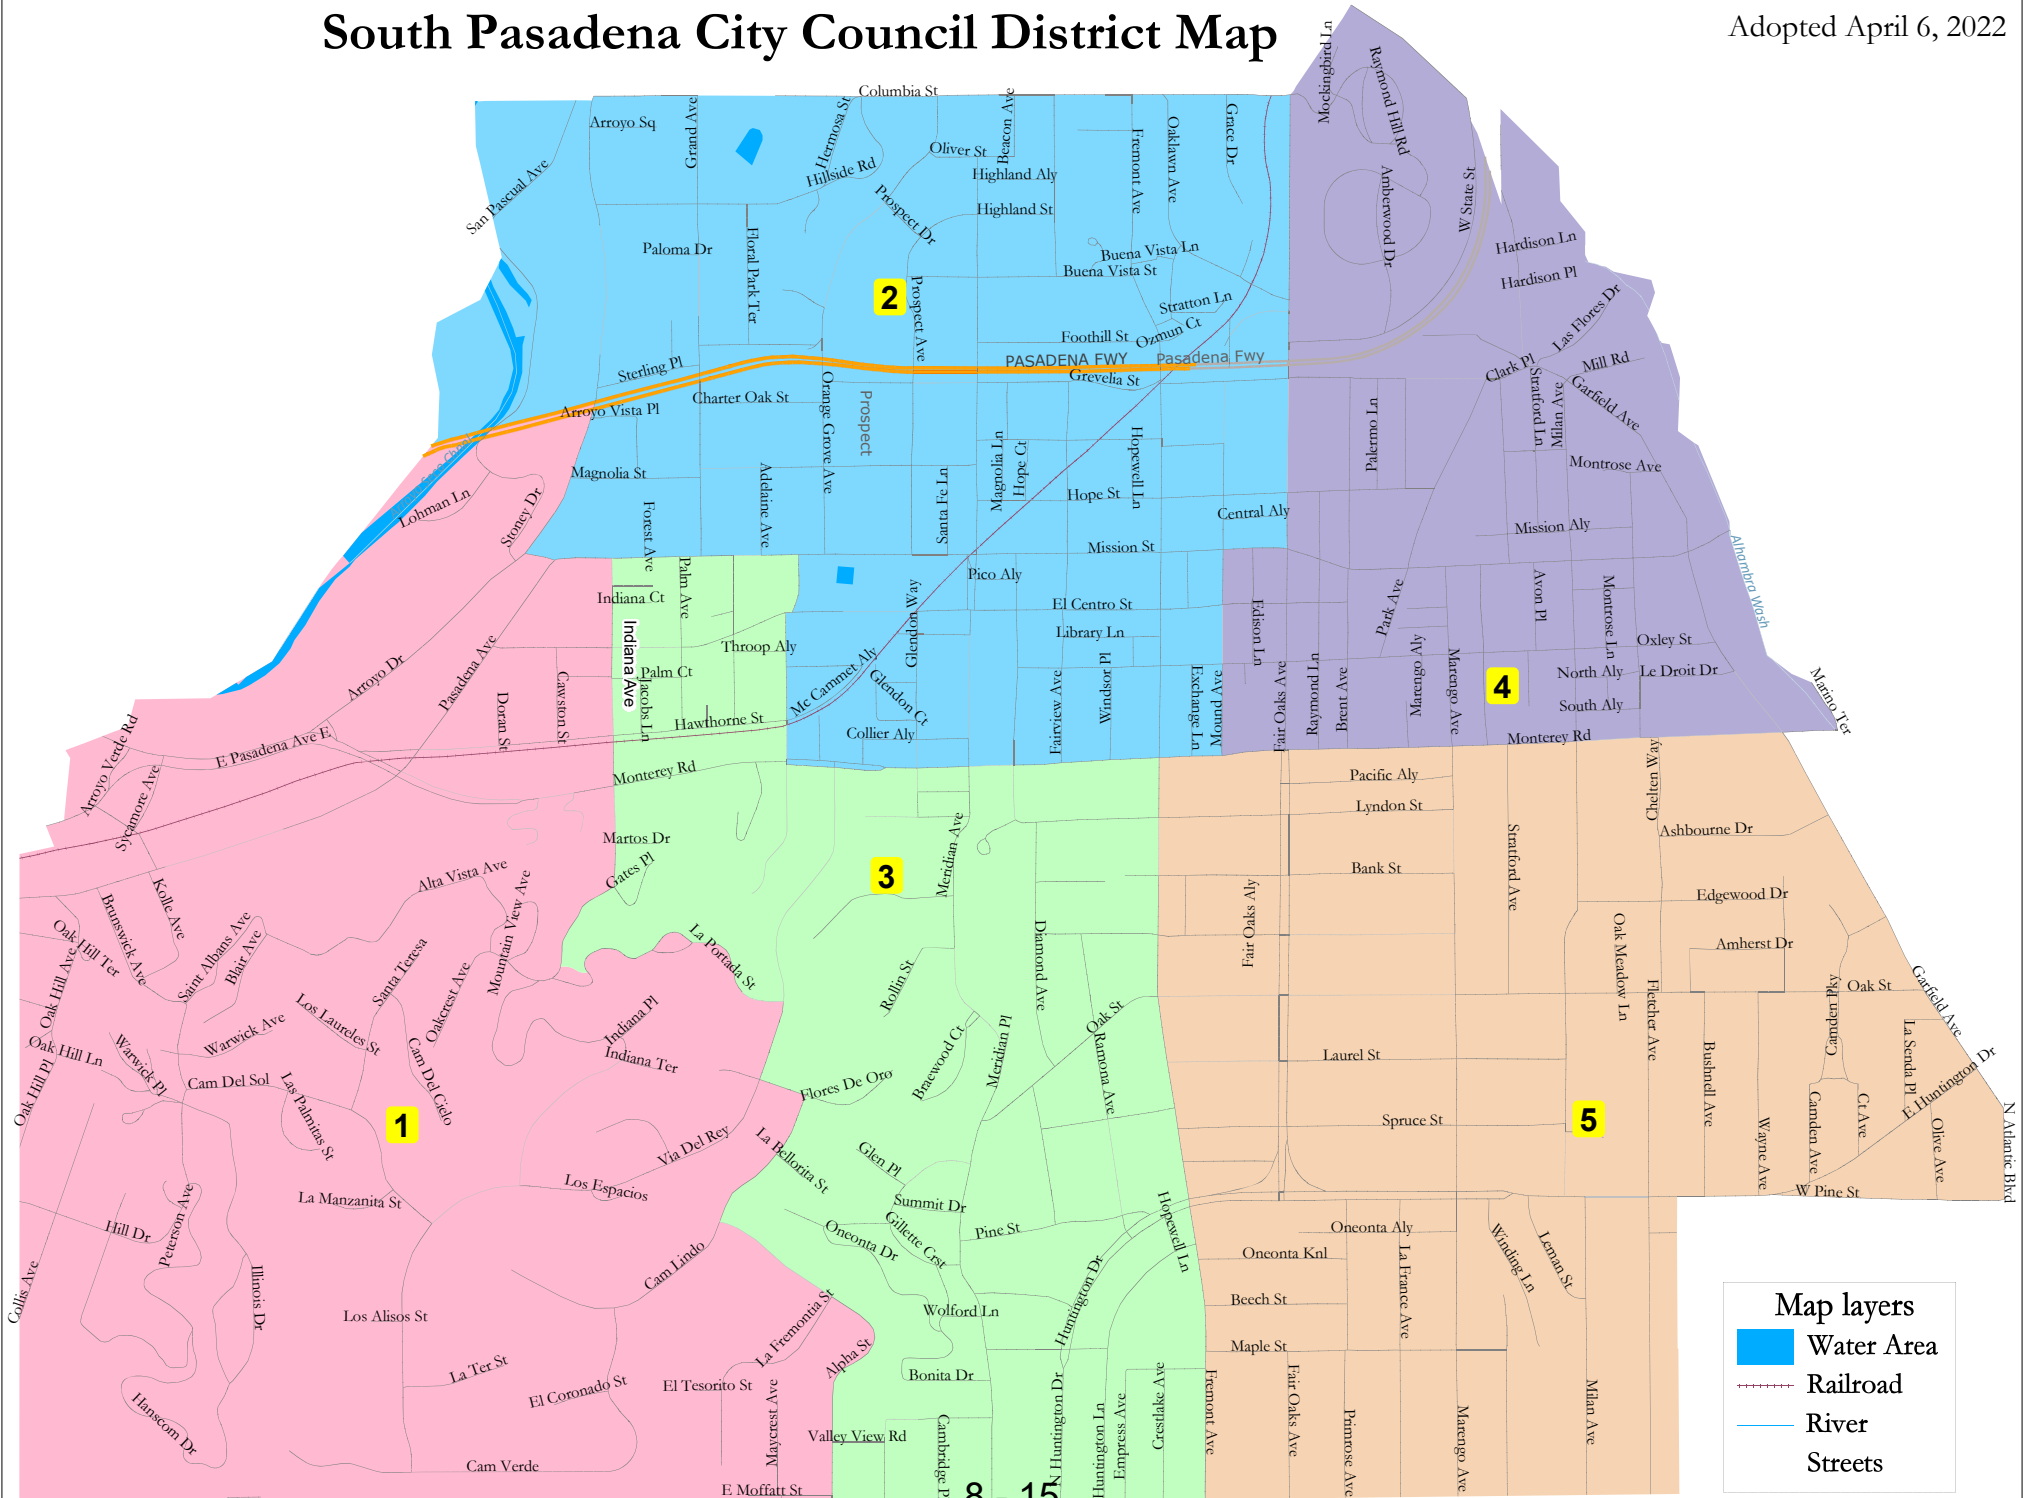 South Pasadena City Council District Map
Adopted April 6, 2022
Columbia St
Arroyo Sq
Grand Ave
Hermosa St
Hillside Rd
Oliver St
Beacon Ave
Highland Aly
Highland St
Fremont Ave
Oaklawn Ave
Grace Dr
Mockingbird Ln
Raymond Hill Rd
Amberwood Dr
W State St
San Pascual Ave
Prospect Dr
Paloma Dr
Floral Park Ter
Buena Vista Ln
Buena Vista St
Hardison Ln
Hardison Pl
2
Prospect Ave
Stratton Ln
Foothill St
Ozmun Ct
Las Flores Dr
PASADENA FWY
Pasadena Fwy
Sterling Pl
Grevelia St
Clark Pl
Mill Rd
Garfield Ave
Stratford Ln
Milan Ave
Arroyo Vista Pl
Charter Oak St
Orange Grove Ave
Prospect
Palermo Ln
Magnolia St
Magnolia Ln
Hope Ct
Hopewell Ln
Montrose Ave
Lohman Ln
Stoney Dr
Forest Ave
Adelaine Ave
Santa Fe Ln
Hope St
Central Aly
Mission Aly
Mission St
Alhambra Wash
Palm Ave
Indiana Ct
Pico Aly
El Centro St
Library Ln
Glendon Way
Edison Ln
Park Ave
Avon Pl
Montrose Ln
Oxley St
Indiana Ave
Throop Aly
Palm Ct
Jacobs Ln
Mc Cammet Aly
Glendon Ct
Arroyo Dr
Pasadena Ave
Doran St
Cawston St
Hawthorne St
Collier Aly
Fairview Ave
Windsor Pl
Exchange Ln
Mound Ave
Fair Oaks Ave
Raymond Ln
Brent Ave
Marengo Aly
Marengo Ave
4
North Aly
Le Droit Dr
South Aly
Marino Ter
Monterey Rd
Arroyo Verde Rd
E Pasadena Ave E
Sycamore Ave
Monterey Rd
Pacific Aly
Lyndon St
Chelten Way
Ashbourne Dr
Martos Dr
Gates Pl
Meridian Ave
3
Bank St
Stratford Ave
Edgewood Dr
Alta Vista Ave
Mountain View Ave
Kolle Ave
Brunswick Ave
Oak Hill Ter
Oak Hill Ave
Saint Albans Ave
Blair Ave
Santa Teresa
Oakcrest Ave
La Portada St
Rollin St
Diamond Ave
Fair Oaks Aly
Oak Meadow Ln
Amherst Dr
Camden Pky
Oak St
Garfield Ave
Los Laureles St
Indiana Pl
Indiana Ter
Warwick Ave
Warwick Pl
Oak Hill Ln
Oak Hill Pl
Cam Del Sol
Las Palmitas St
Cam Del Cielo
1
Flores De Oro
Braewood Ct
Meridian Pl
Oak St
Ramona Ave
Laurel St
Fletcher Ave
Spruce St
5
Bushnell Ave
Wayne Ave
Camden Ave
Ct Ave
La Senda Pl
E Huntington Dr
Olive Ave
N Atlantic Blvd
W Pine St
Via Del Rey
Los Espacios
La Bellorita St
Glen Pl
Summit Dr
Gillette Crst
Oneonta Dr
Pine St
Hopewell Ln
La Manzanita St
Hill Dr
Peterson Ave
Collis Ave
Illinois Dr
Cam Lindo
Los Alisos St
La Fremontia St
Alpha St
Wolford Ln
Huntington Dr
Oneonta Aly
Oneonta Knl
Beech St
Maple St
La France Ave
Winding Ln
Leman St
La Ter St
El Coronado St
El Tesorito St
Bonita Dr
Hanscom Dr
Maycrest Ave
Valley View Rd
Cambridge P
N Huntington Dr
Huntington Ln
Empress Ave
Crestlake Ave
Fremont Ave
Fair Oaks Ave
Primrose Ave
Marengo Ave
Milan Ave
Cam Verde
E Moffatt St
8
15
Map layers
Water Area
Railroad
River
Streets